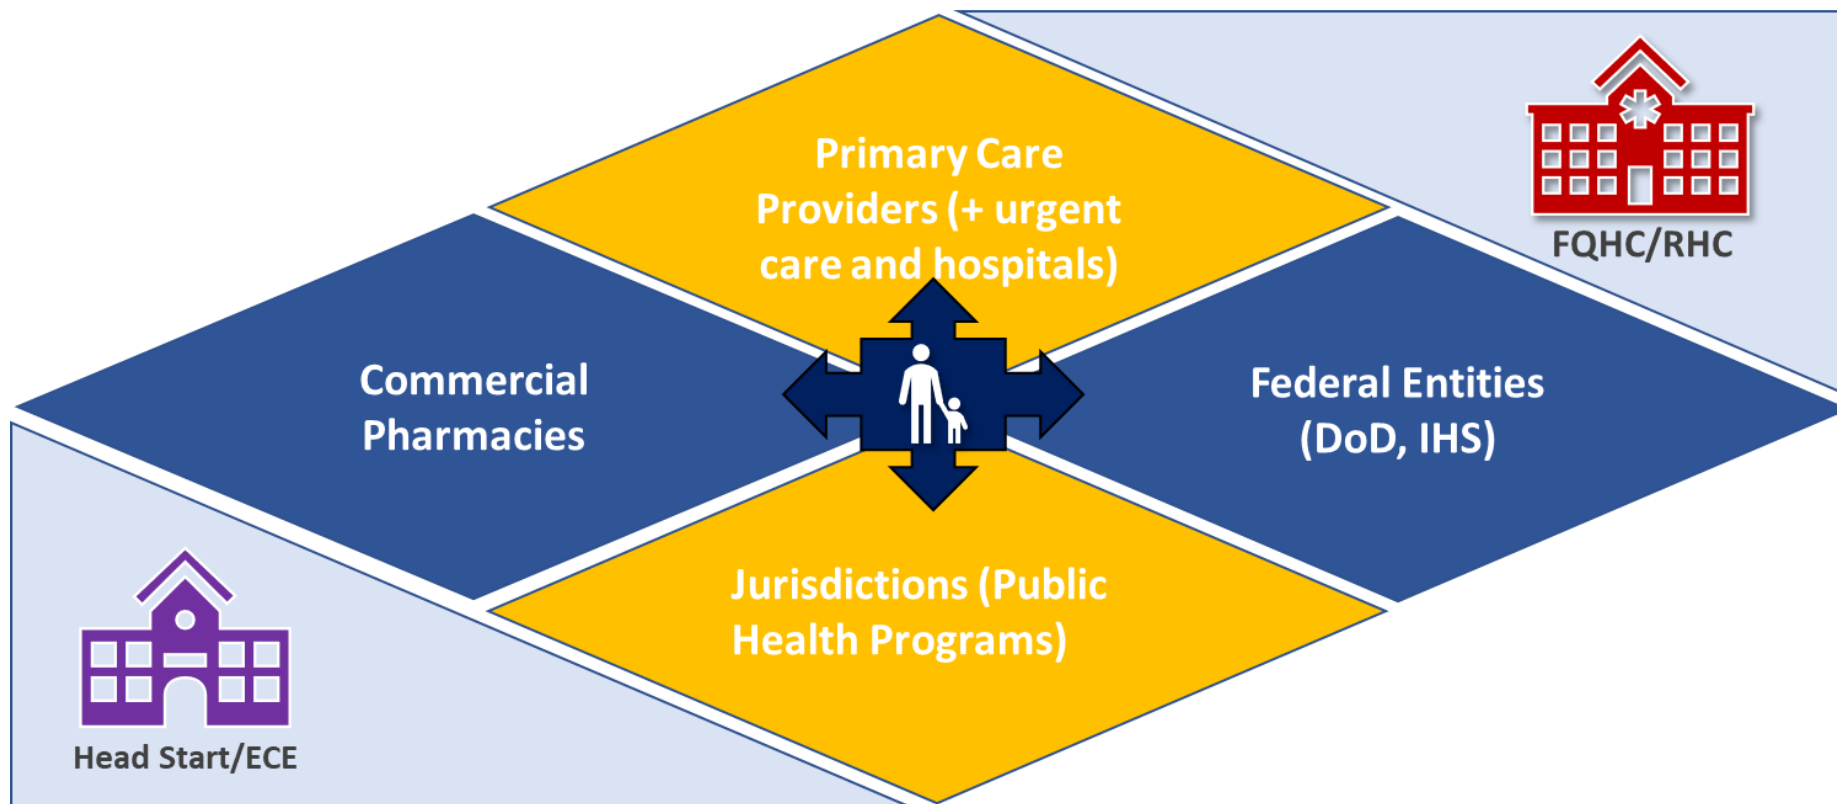 Primary Care
Providers (+ urgent
care and hospitals)
FQHC/RHC
Commercial
Pharmacies
Federal Entities
(DoD, IHS)
Jurisdictions (Public
Health Programs)
Head Start/ECE